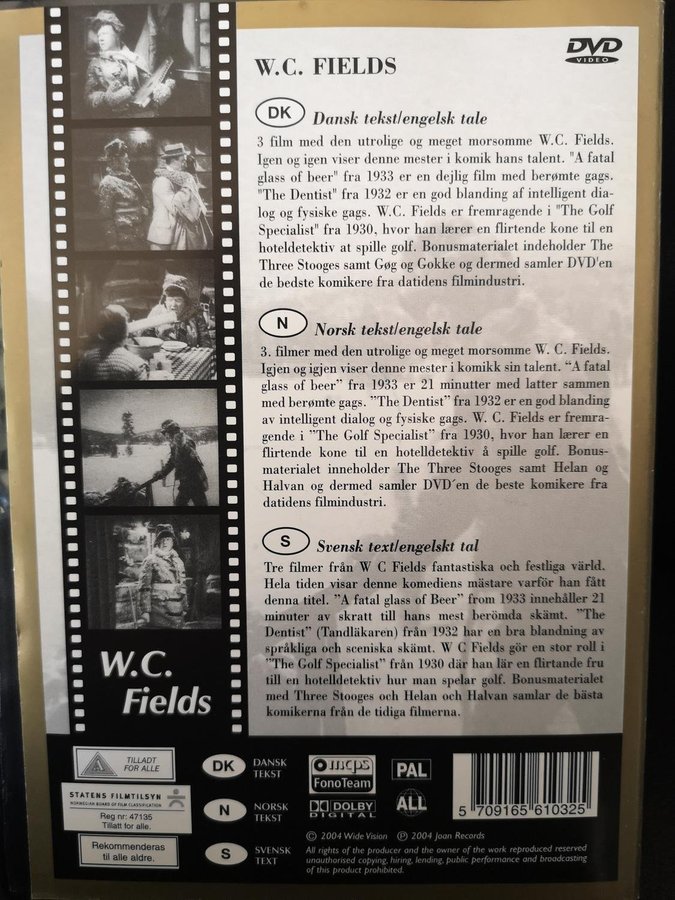 W.C. FIELDS
DVD
VIDEO
DK Dansk tekst/engelsk tale
3 film med den utrolige og meget morsomme W.C. Fields.
Igen og igen viser denne mester i komik hans talent. "A fatal
glass of beer" fra 1933 er en dejlig film med berømte gags.
"The Dentist" fra 1932 er en god blanding af intelligent dia-
log og fysiske gags. W.C. Fields er fremragende i "The Golf
Specialist" fra 1930, hvor han lærer en flirtende kone til en
hoteldetektiv at spille golf. Bonusmaterialet indeholder The
Three Stooges samt Gøg og Gokke og dermed samler DVD'en
de bedste komikere fra datidens filmindustri.
N Norsk tekst/engelsk tale
3. filmer med den utrolige og meget morsomme W. C. Fields.
Igjen og igjen viser denne mester i komikk sin talent. “A fatal
glass of beer” fra 1933 er 21 minutter med latter sammen
med berømte gags. ”The Dentist” fra 1932 er en god blanding
av intelligent dialog og fysiske gags. W. C. Fields er fremra-
gende i ”The Golf Specialist” fra 1930, hvor han lærer en
flirtende kone til en hotelldetektiv å spille golf. Bonus-
materialet inneholder The Three Stooges samt Helan og
Halvan og dermed samler DVD´en de beste komikere fra
datidens filmindustri.
S Svensk text/engelskt tal
Tre filmer från W C Fields fantastiska och festliga värld.
Hela tiden visar denne komediens mästare varför han fått
denna titel. ”A fatal glass of Beer” from 1933 innehåller 21
minuter av skratt till hans mest berömda skämt. ”The
Dentist” (Tandläkaren) från 1932 har en bra blandning av
språkliga och sceniska skämt. W C Fields gör en stor roll i
”The Golf Specialist” från 1930 där han lär en flirtande fru
till en hotelldetektiv hur man spelar golf. Bonusmaterialet
med Three Stooges och Helan och Halvan samlar de bästa
komikerna från de tidiga filmerna.
W.C.
Fields
A TILLADT
FOR ALLE
STATENS FILMTILSYN
NORWEGIAN BOARD OF FILM CLASSIFICATION
Reg nr: 47135
Tillatt for alle.
Rekommenderas
til alle aldre.
DK DANSK
TEKST
N NORSK
TEKST
S SVENSK
TEXT
mcps
FonoTeam
DOLBY
DIGITAL
PAL
ALL
5 709165 610325
© 2004 Wide Vision ℗ 2004 Joan Records
All rights of the producer and the owner of the work reproduced reserved
unauthorised copying, hiring, lending, public performance and broadcasting
of this product prohibited.